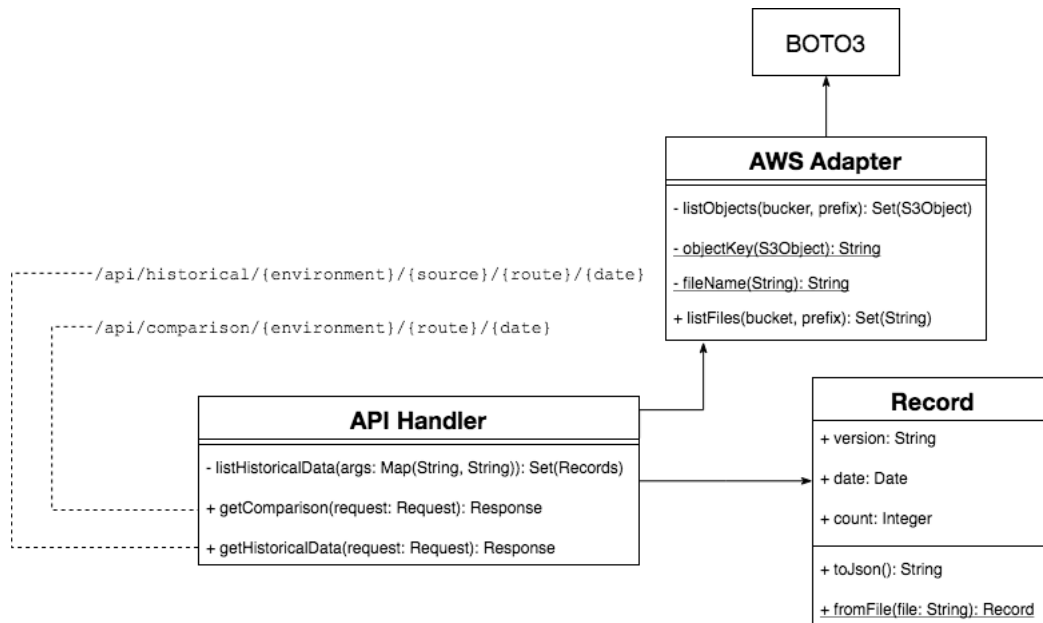 BOTO3
AWS Adapter
- listObjects(bucker, prefix): Set(S3Object)
- objectKey(S3Object): String
- fileName(String): String
+ listFiles(bucket, prefix): Set(String)
/api/historical/{environment}/{source}/{route}/{date}
/api/comparison/{environment}/{route}/{date}
API Handler
- listHistoricalData(args: Map(String, String)): Set(Records)
+ getComparison(request: Request): Response
+ getHistoricalData(request: Request): Response
Record
+ version: String
+ date: Date
+ count: Integer
+ toJson(): String
+ fromFile(file: String): Record